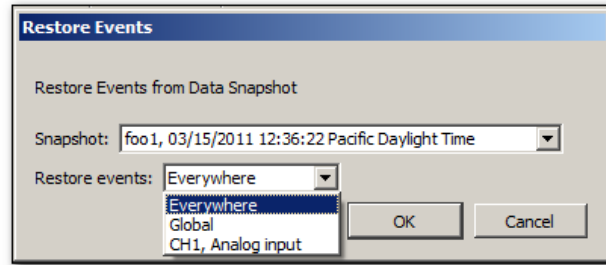 Restore Events
Restore Events from Data Snapshot
Snapshot: foo1, 03/15/2011 12:36:22 Pacific Daylight Time
Restore events: Everywhere
Everywhere
Global
CH1, Analog input
OK Cancel